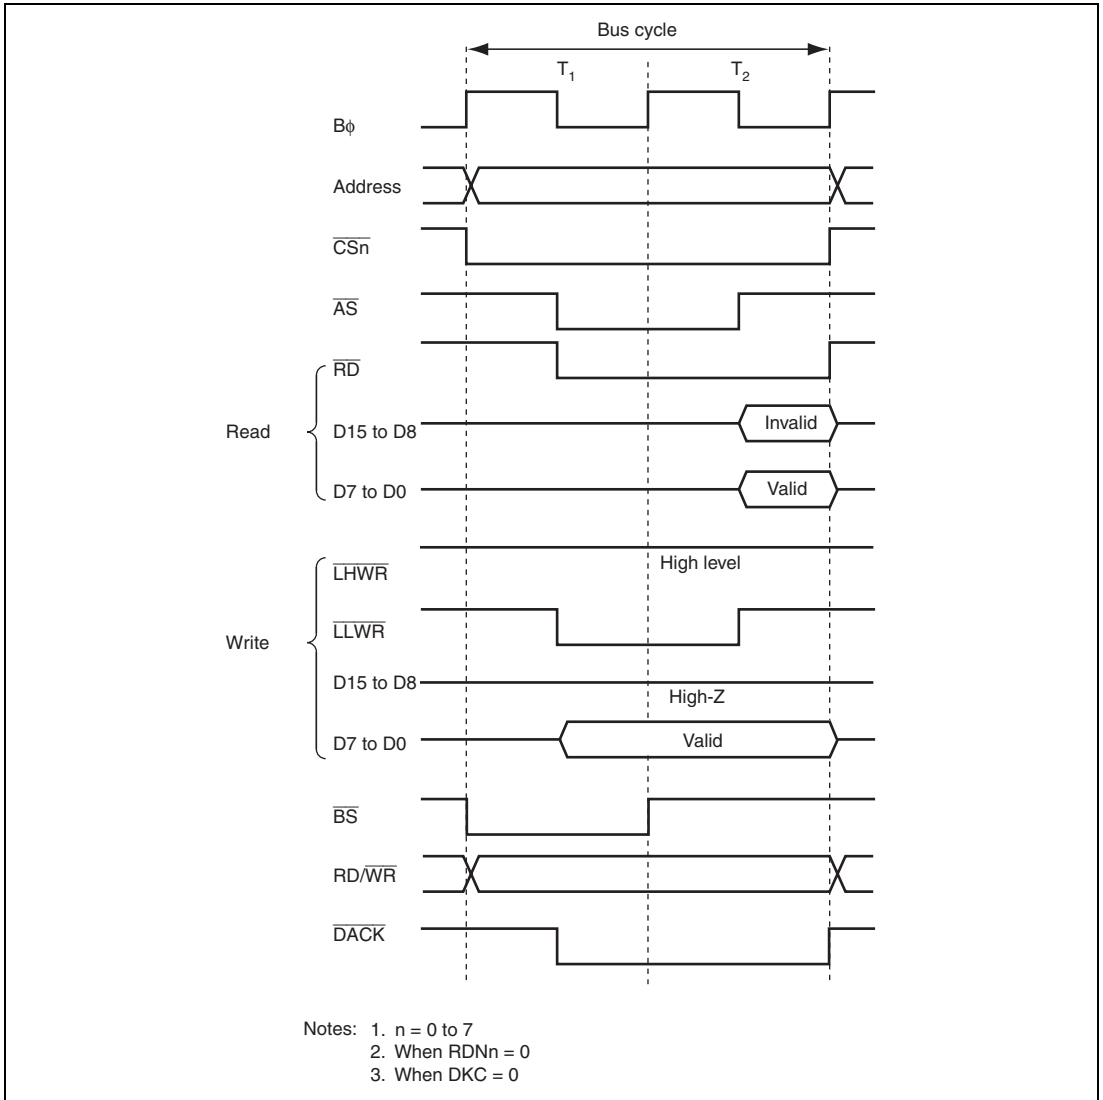 Bus cycle
T1 T2
Bφ
Address
CSn
AS
RD
Read
D15 to D8 Invalid
D7 to D0 Valid
LHWR High level
LLWR
Write
D15 to D8 High-Z
D7 to D0 Valid
BS
RD/WR
DACK
Notes: 1. n = 0 to 7
2. When RDNn = 0
3. When DKC = 0